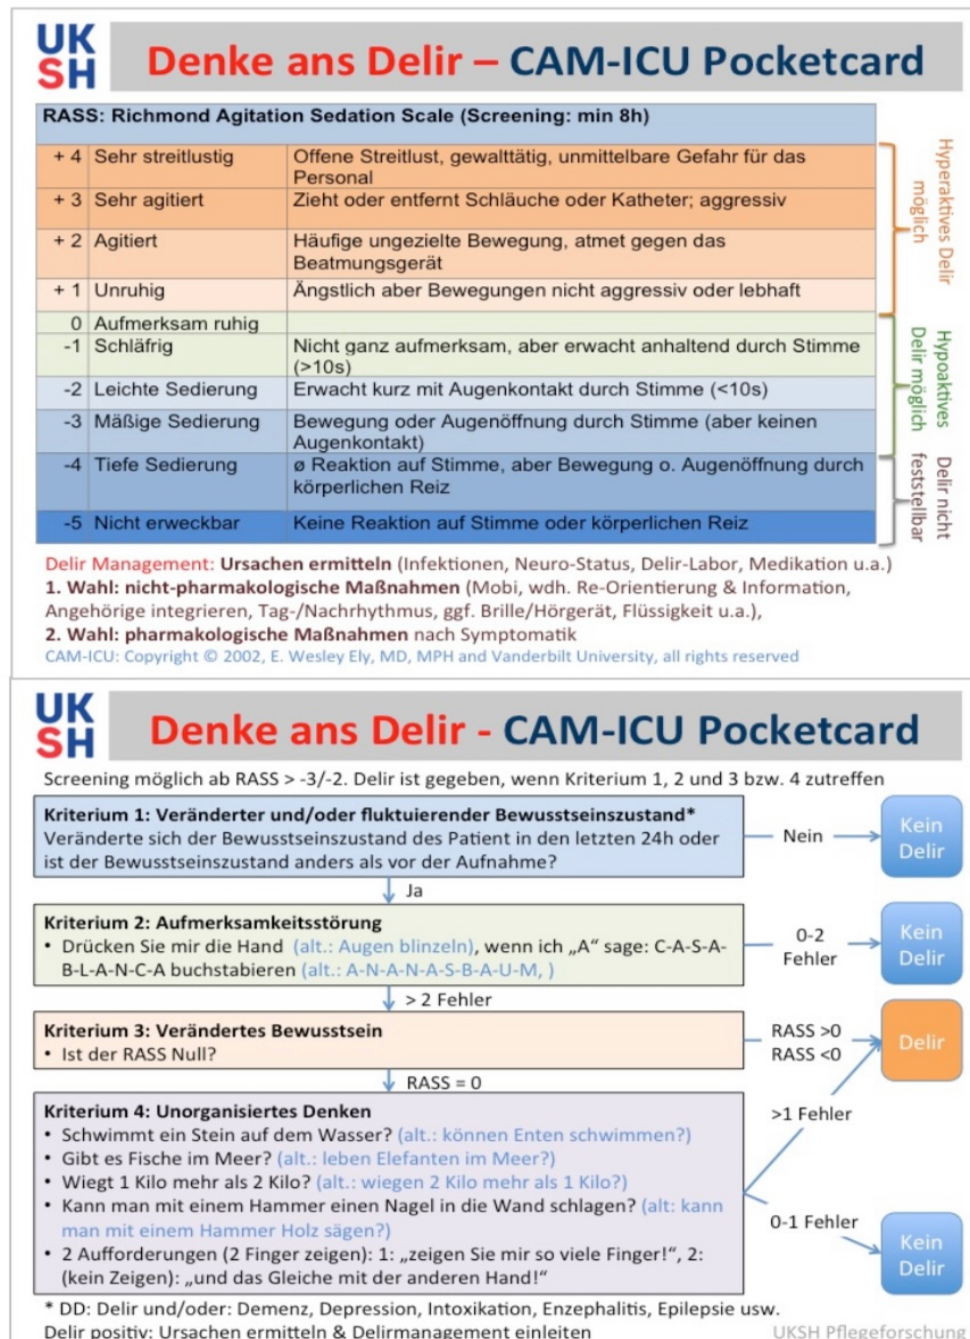 UK
SH
Denke ans Delir – CAM-ICU Pocketcard
RASS: Richmond Agitation Sedation Scale (Screening: min 8h)
+ 4 Sehr streitlustig Offene Streitlust, gewalttätig, unmittelbare Gefahr für das
Personal
+ 3 Sehr agitiert Zieht oder entfernt Schläuche oder Katheter; aggressiv
+ 2 Agitiert Häufige ungezielte Bewegung, atmet gegen das
Beatmungsgerät
+ 1 Unruhig Ängstlich aber Bewegungen nicht aggressiv oder lebhaft
Hyperaktives Delir
möglich
0 Aufmerksam ruhig
-1 Schläfrig Nicht ganz aufmerksam, aber erwacht anhaltend durch Stimme
(>10s)
-2 Leichte Sedierung Erwacht kurz mit Augenkontakt durch Stimme (<10s)
-3 Mäßige Sedierung Bewegung oder Augenöffnung durch Stimme (aber keinen
Augenkontakt)
Hypoaktives
Delir möglich
-4 Tiefe Sedierung ø Reaktion auf Stimme, aber Bewegung o. Augenöffnung durch
körperlichen Reiz
-5 Nicht erweckbar Keine Reaktion auf Stimme oder körperlichen Reiz
Delir nicht
feststellbar
Delir Management: Ursachen ermitteln (Infektionen, Neuro-Status, Delir-Labor, Medikation u.a.)
1. Wahl: nicht-pharmakologische Maßnahmen (Mobi, wdh. Re-Orientierung & Information,
Angehörige integrieren, Tag-/Nachrhythmus, ggf. Brille/Hörgerät, Flüssigkeit u.a.),
2. Wahl: pharmakologische Maßnahmen nach Symptomatik
CAM-ICU: Copyright © 2002, E. Wesley Ely, MD, MPH and Vanderbilt University, all rights reserved
UK
SH
Denke ans Delir - CAM-ICU Pocketcard
Screening möglich ab RASS > -3/-2. Delir ist gegeben, wenn Kriterium 1, 2 und 3 bzw. 4 zutreffen
Kriterium 1: Veränderter und/oder fluktuierender Bewusstseinszustand*
Veränderte sich der Bewusstseinszustand des Patient in den letzten 24h oder
ist der Bewusstseinszustand anders als vor der Aufnahme?
Nein
Kein
Delir
Ja
Kriterium 2: Aufmerksamkeitsstörung
• Drücken Sie mir die Hand (alt.: Augen blinzeln), wenn ich „A“ sage: C-A-S-A-
B-L-A-N-C-A buchstabieren (alt.: A-N-A-N-A-S-B-A-U-M, )
0-2
Fehler
Kein
Delir
> 2 Fehler
Kriterium 3: Verändertes Bewusstsein
• Ist der RASS Null?
RASS >0
RASS <0
Delir
RASS = 0
Kriterium 4: Unorganisiertes Denken
• Schwimmt ein Stein auf dem Wasser? (alt.: können Enten schwimmen?)
• Gibt es Fische im Meer? (alt.: leben Elefanten im Meer?)
• Wiegt 1 Kilo mehr als 2 Kilo? (alt.: wiegen 2 Kilo mehr als 1 Kilo?)
• Kann man mit einem Hammer einen Nagel in die Wand schlagen? (alt: kann
man mit einem Hammer Holz sägen?)
• 2 Aufforderungen (2 Finger zeigen): 1: „zeigen Sie mir so viele Finger!“, 2:
(kein Zeigen): „und das Gleiche mit der anderen Hand!“
>1 Fehler
0-1 Fehler
Kein
Delir
* DD: Delir und/oder: Demenz, Depression, Intoxikation, Enzephalitis, Epilepsie usw.
Delir positiv: Ursachen ermitteln & Delirmanagement einleiten
UKSH Pflegeforschung